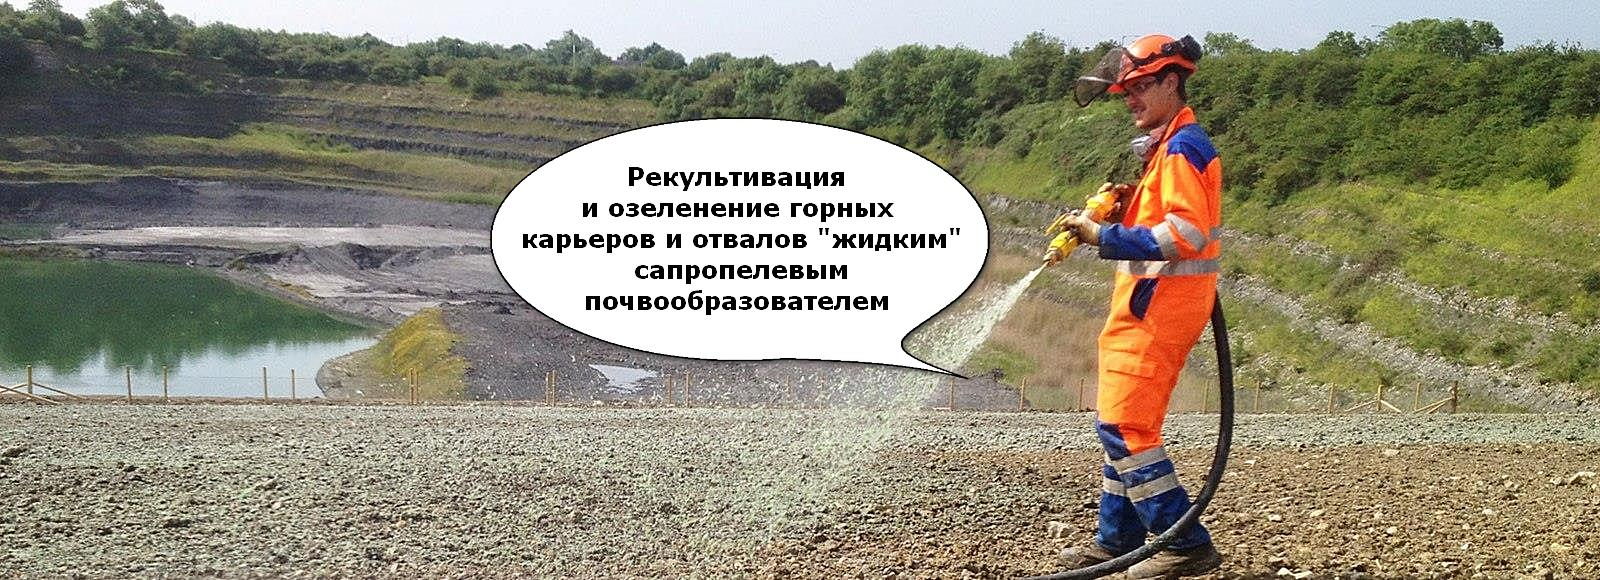 Рекультивация
и озеленение горных
карьеров и отвалов "жидким"
сапропелевым
почвообразователем